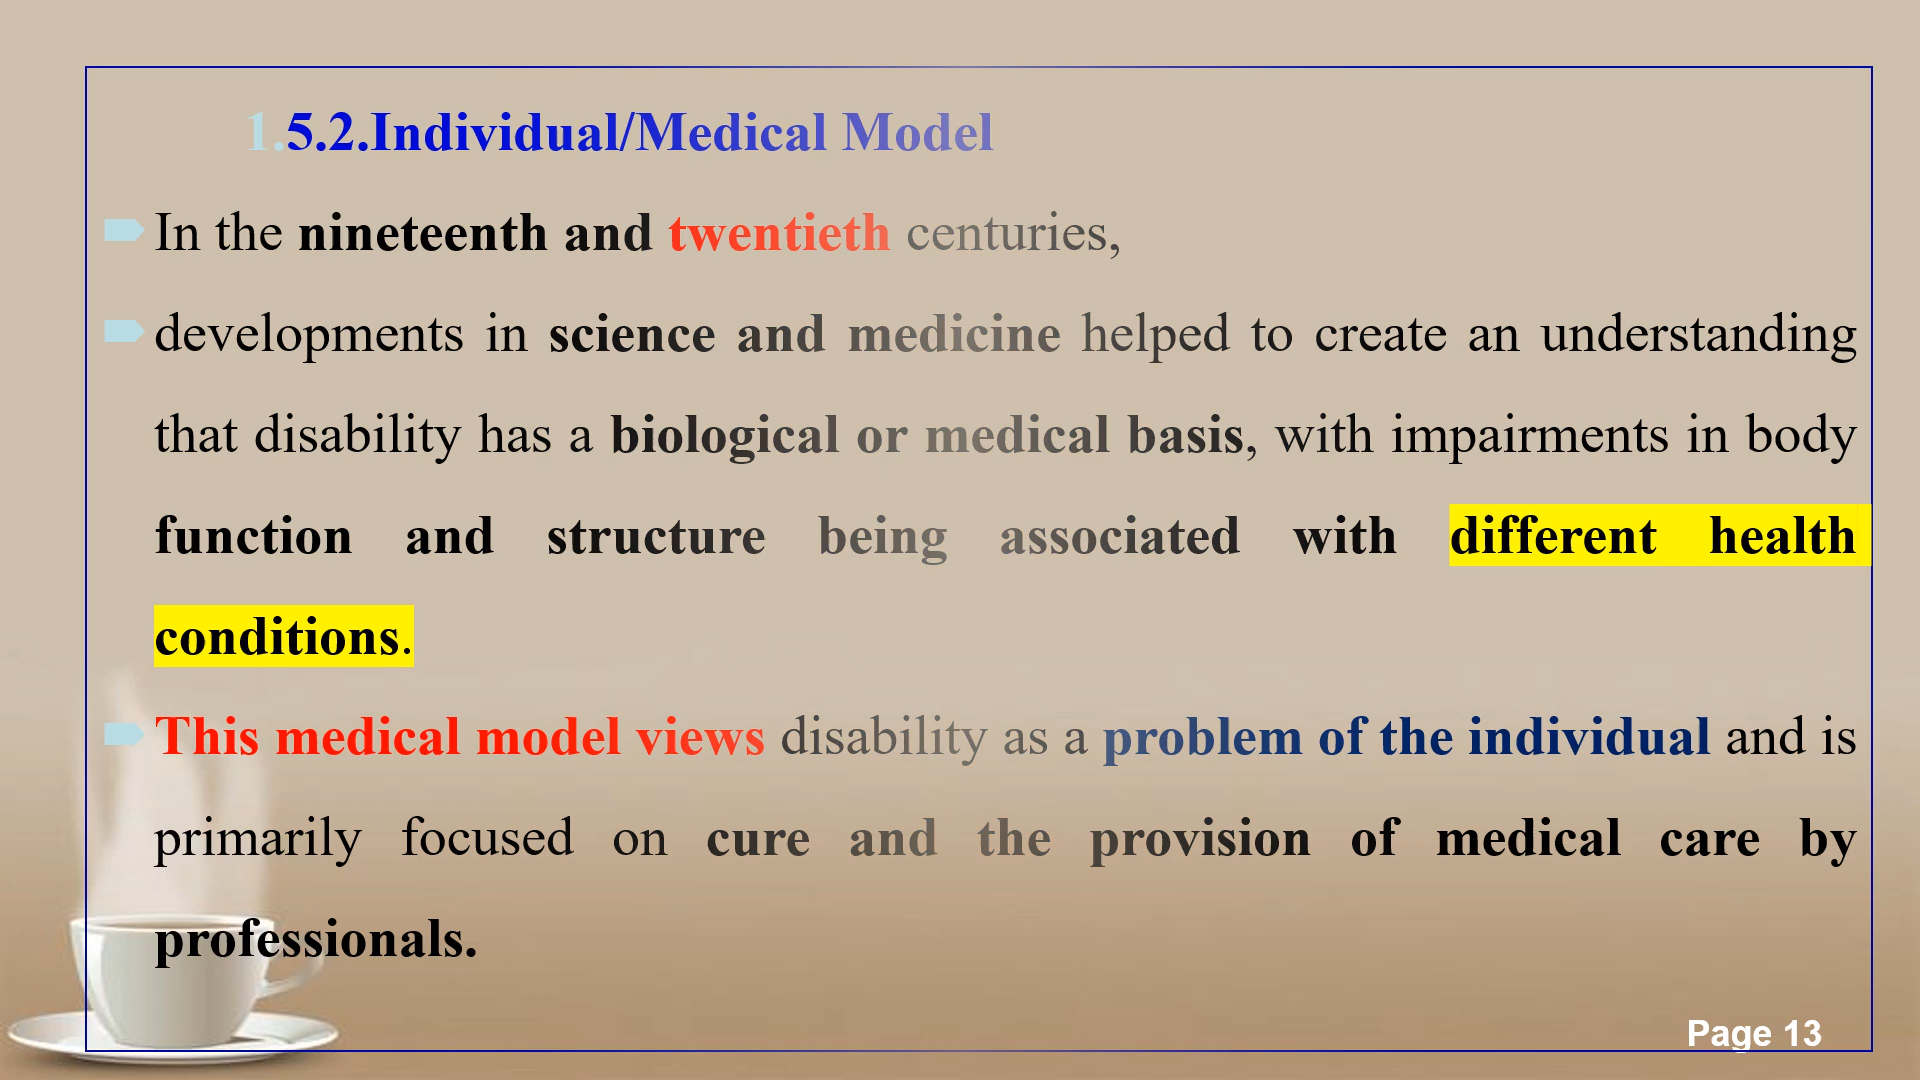 1.5.2.Individual/Medical Model
In the nineteenth and twentieth centuries,
developments in science and medicine helped to create an understanding
that disability has a biological or medical basis, with impairments in body
function and structure being associated with different health
conditions.
This medical model views disability as a problem of the individual and is
primarily focused on cure and the provision of medical care by
professionals.
Page 13